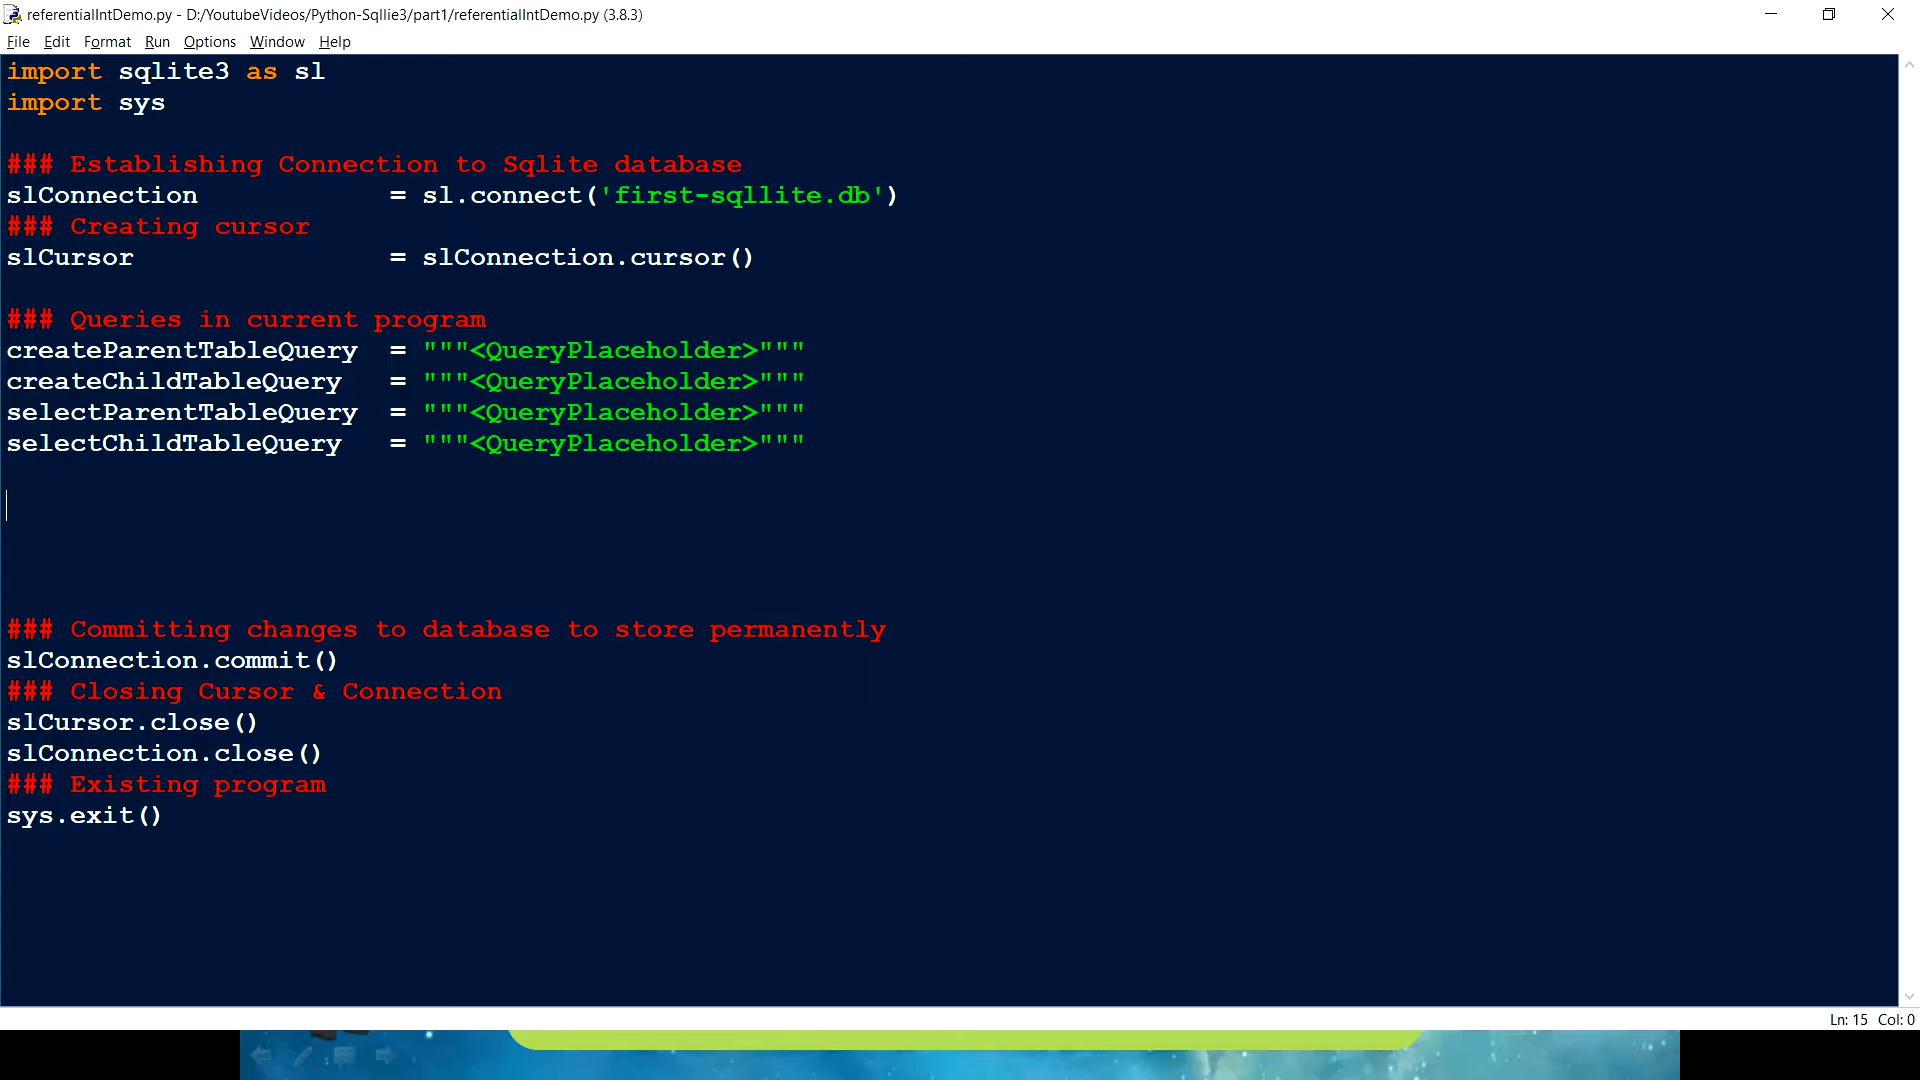 referentialIntDemo.py - D:/YoutubeVideos/Python-Sqllie3/part1/referentialIntDemo.py (3.8.3)
File Edit Format Run Options Window Help
import sqlite3 as sl
import sys
### Establishing Connection to Sqlite database
slConnection = sl.connect('first-sqllite.db')
### Creating cursor
slCursor = slConnection.cursor()
### Queries in current program
createParentTableQuery = """<QueryPlaceholder>"""
createChildTableQuery = """<QueryPlaceholder>"""
selectParentTableQuery = """<QueryPlaceholder>"""
selectChildTableQuery = """<QueryPlaceholder>"""
### Committing changes to database to store permanently
slConnection.commit()
### Closing Cursor & Connection
slCursor.close()
slConnection.close()
### Existing program
sys.exit()
Ln: 15 Col: 0